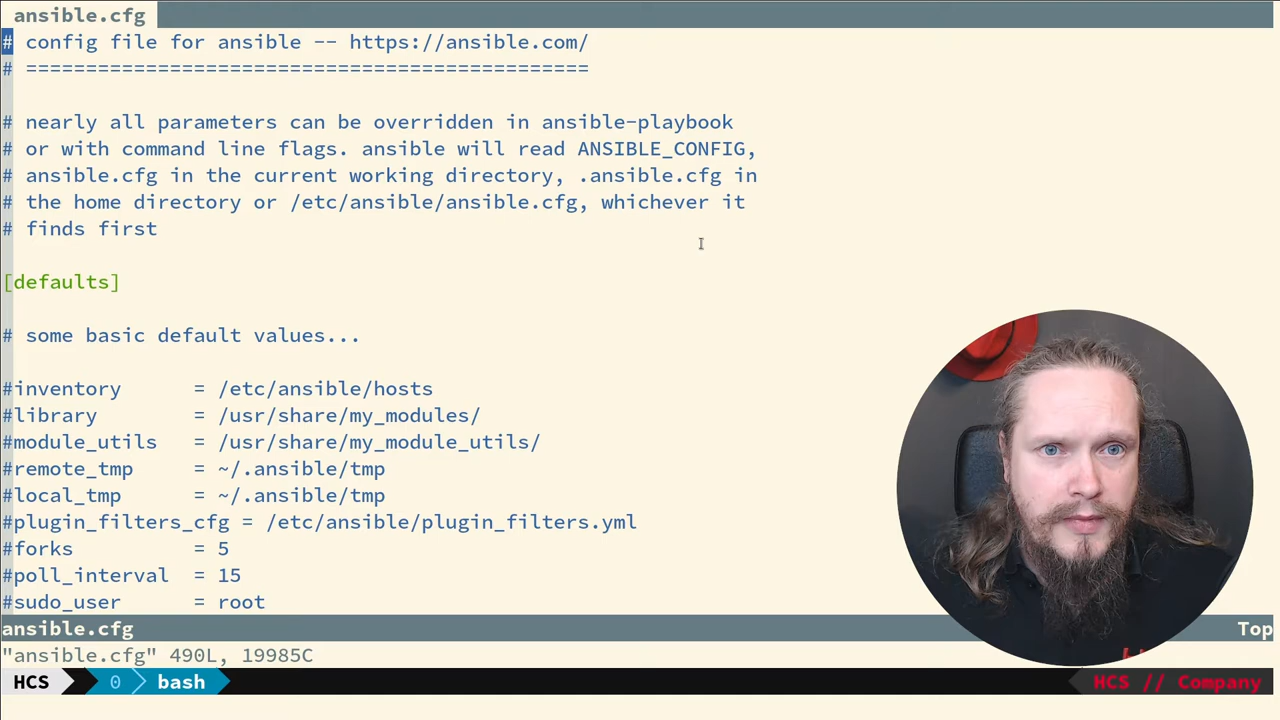 ansible.cfg
# config file for ansible -- https://ansible.com/
# ===============================================
# nearly all parameters can be overridden in ansible-playbook
# or with command line flags. ansible will read ANSIBLE_CONFIG,
# ansible.cfg in the current working directory, .ansible.cfg in
# the home directory or /etc/ansible/ansible.cfg, whichever it
# finds first
[defaults]
# some basic default values...
#inventory      = /etc/ansible/hosts
#library        = /usr/share/my_modules/
#module_utils   = /usr/share/my_module_utils/
#remote_tmp     = ~/.ansible/tmp
#local_tmp      = ~/.ansible/tmp
#plugin_filters_cfg = /etc/ansible/plugin_filters.yml
#forks          = 5
#poll_interval  = 15
#sudo_user      = root
ansible.cfg Top
"ansible.cfg" 490L, 19985C
HCS 0 bash HCS // Company